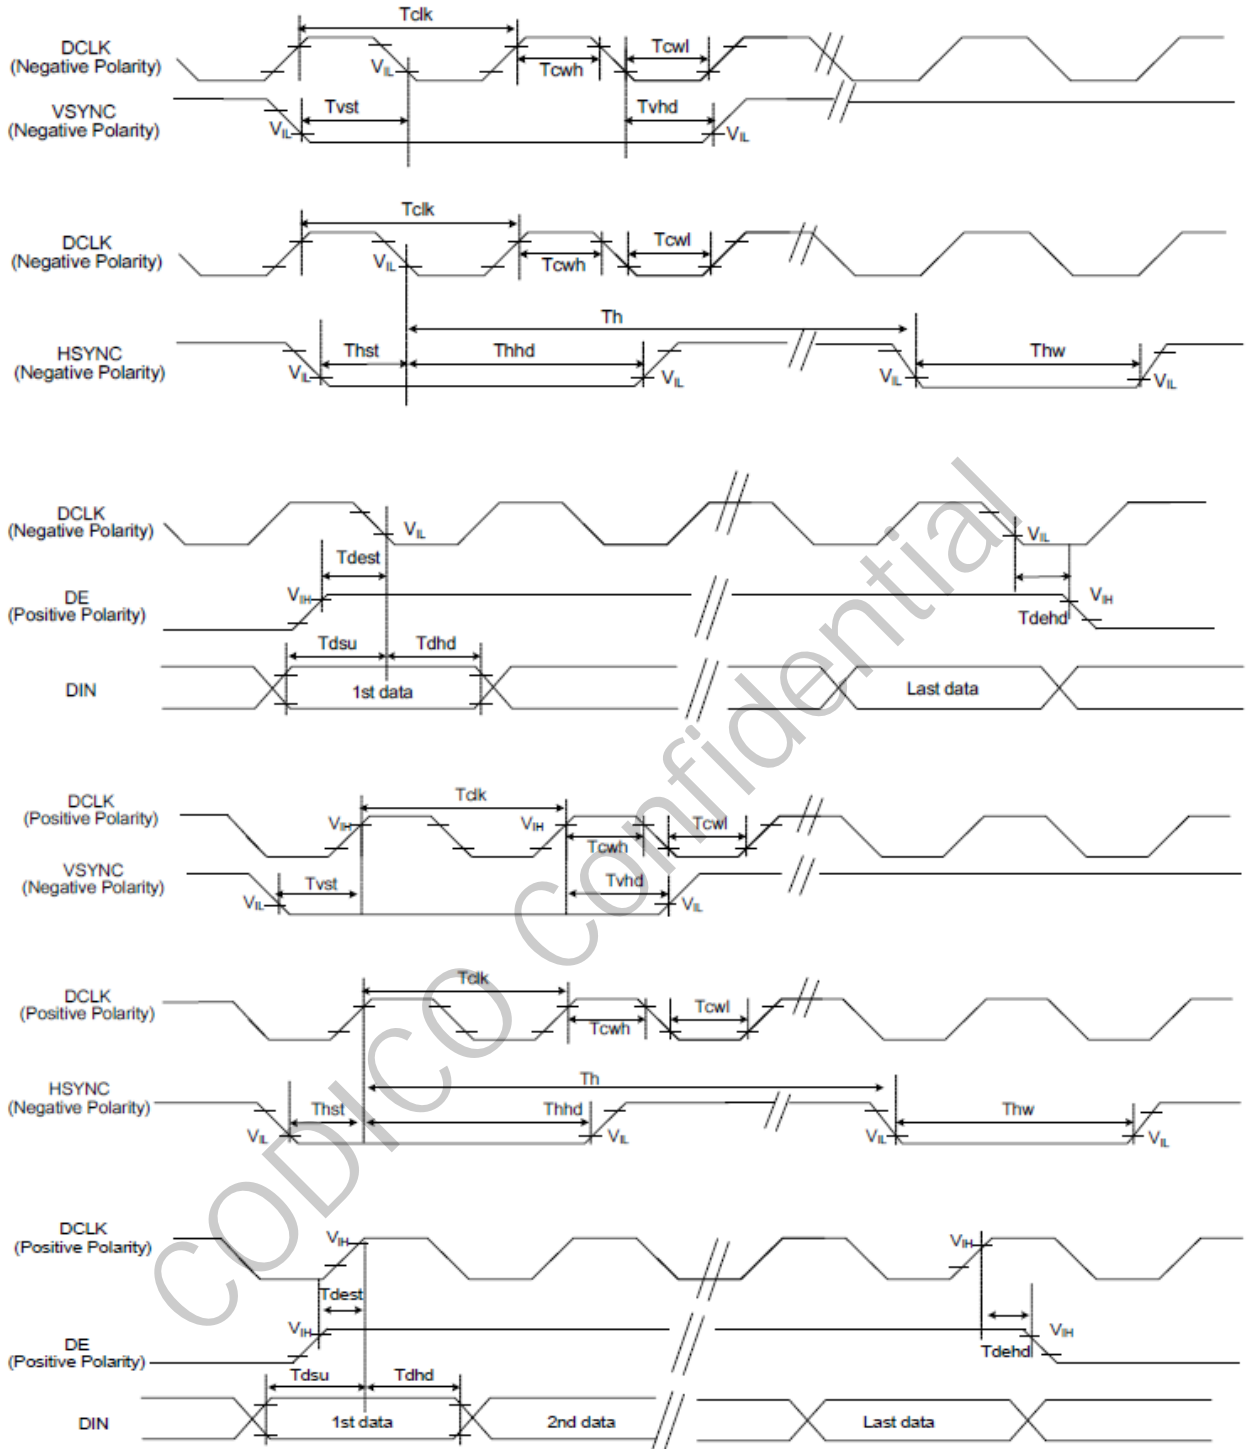 Tclk
DCLK
(Negative Polarity)
VIL
Tcwh
Tcwl
VSYNC
(Negative Polarity)
VIL
Tvst
Tvhd
VIL
Tclk
DCLK
(Negative Polarity)
VIL
Tcwh
Tcwl
Th
HSYNC
(Negative Polarity)
VIL
Thst
Thhd
VIL
VIL
Thw
VIL
DCLK
(Negative Polarity)
VIL
VIL
Tdest
DE
(Positive Polarity)
VIH
VIH
Tdehd
Tdsu
Tdhd
DIN
1st data
Last data
Tclk
DCLK
(Positive Polarity)
VIH
VIH
Tcwh
Tcwl
VSYNC
(Negative Polarity)
VIL
Tvst
Tvhd
VIL
Tclk
DCLK
(Positive Polarity)
Tcwh
Tcwl
Th
HSYNC
(Negative Polarity)
VIL
Thst
Thhd
VIL
VIL
Thw
VIL
DCLK
(Positive Polarity)
VIH
VIH
Tdest
DE
(Positive Polarity)
VIH
VIH
Tdehd
Tdsu
Tdhd
DIN
1st data
2nd data
Last data
CODICO Confidential